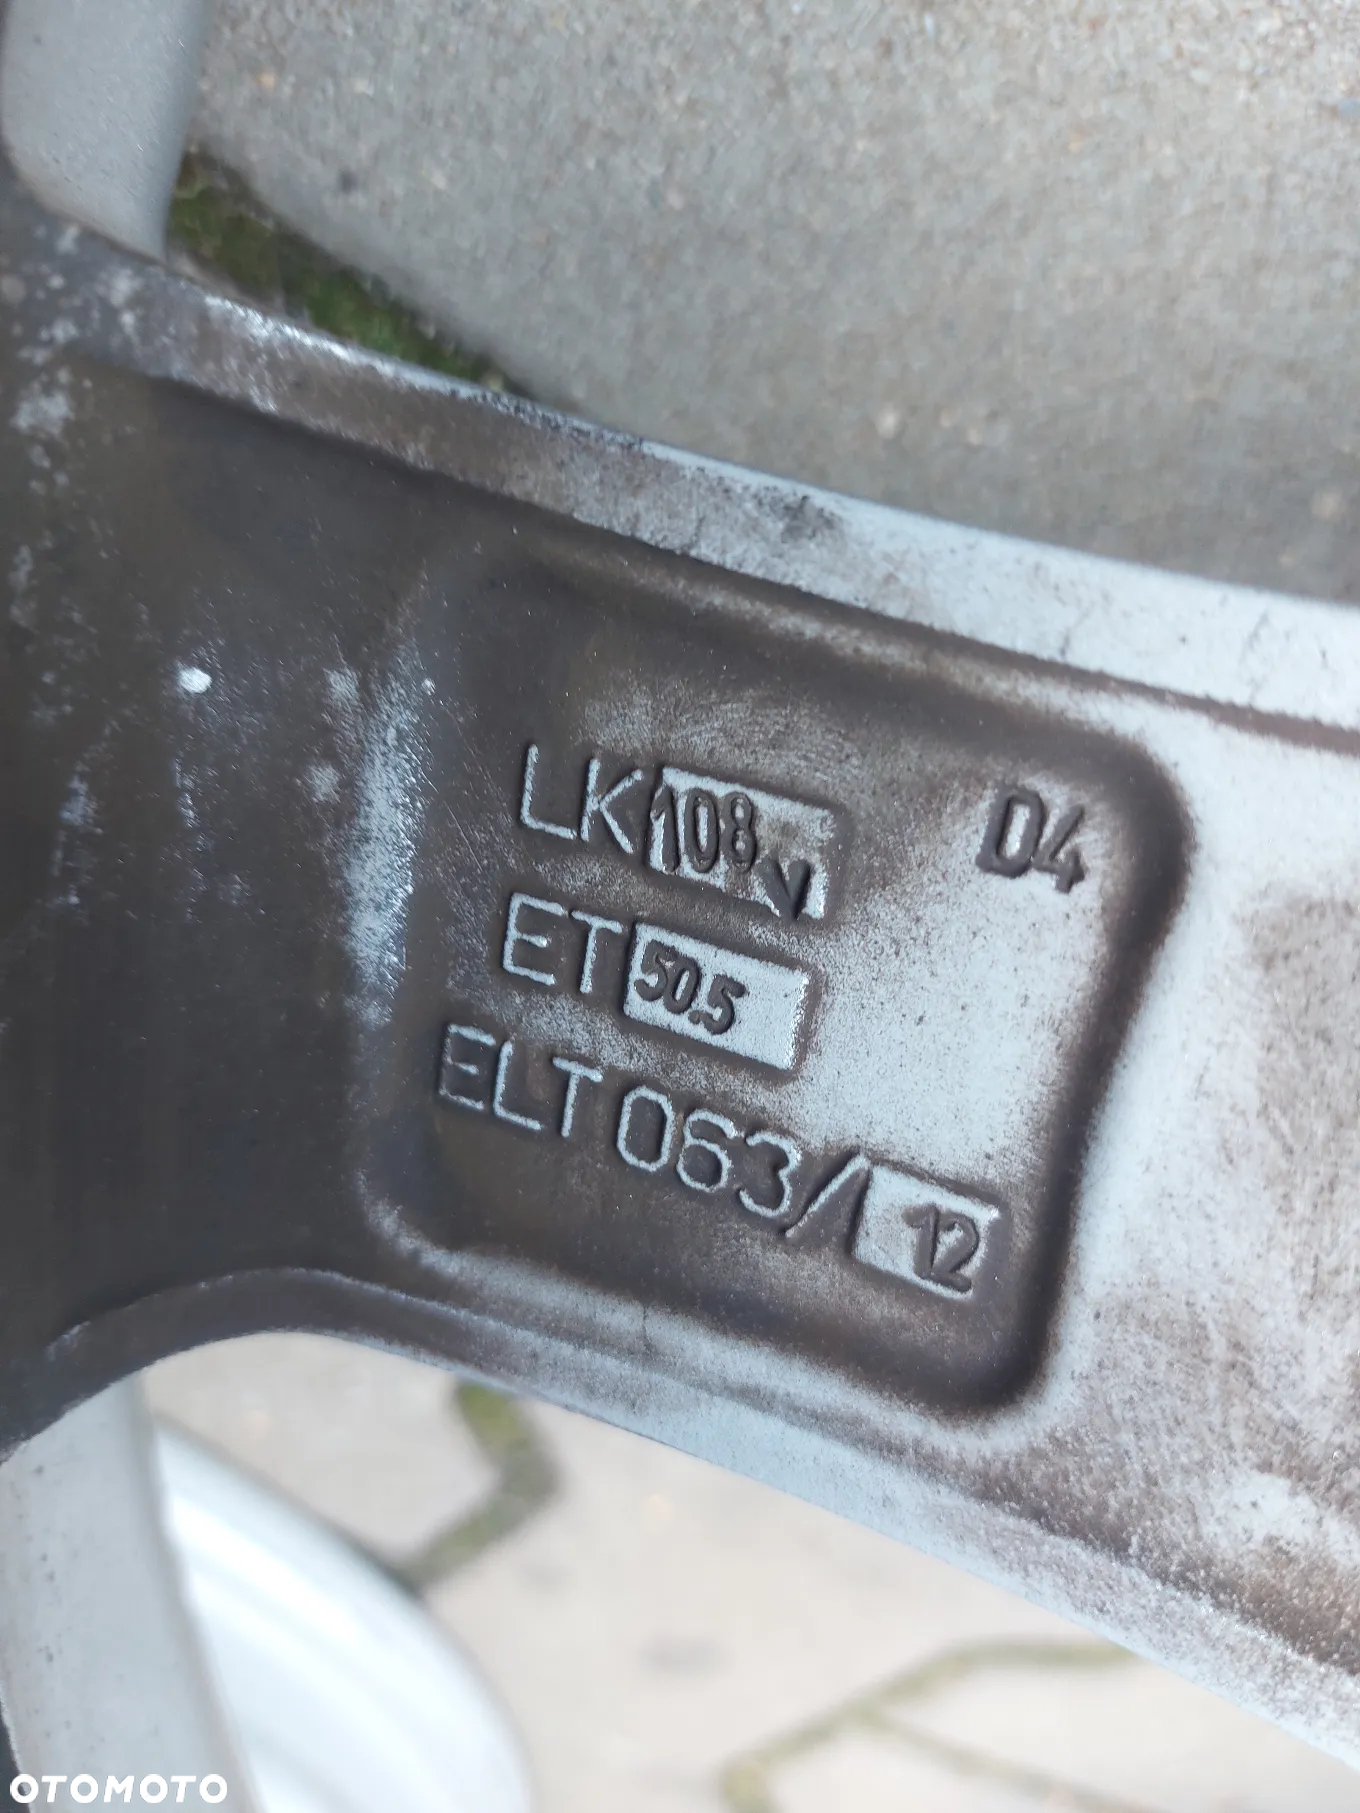 LK 108 V D4
ET 50.5
ELT 063/12
OTOMOTO